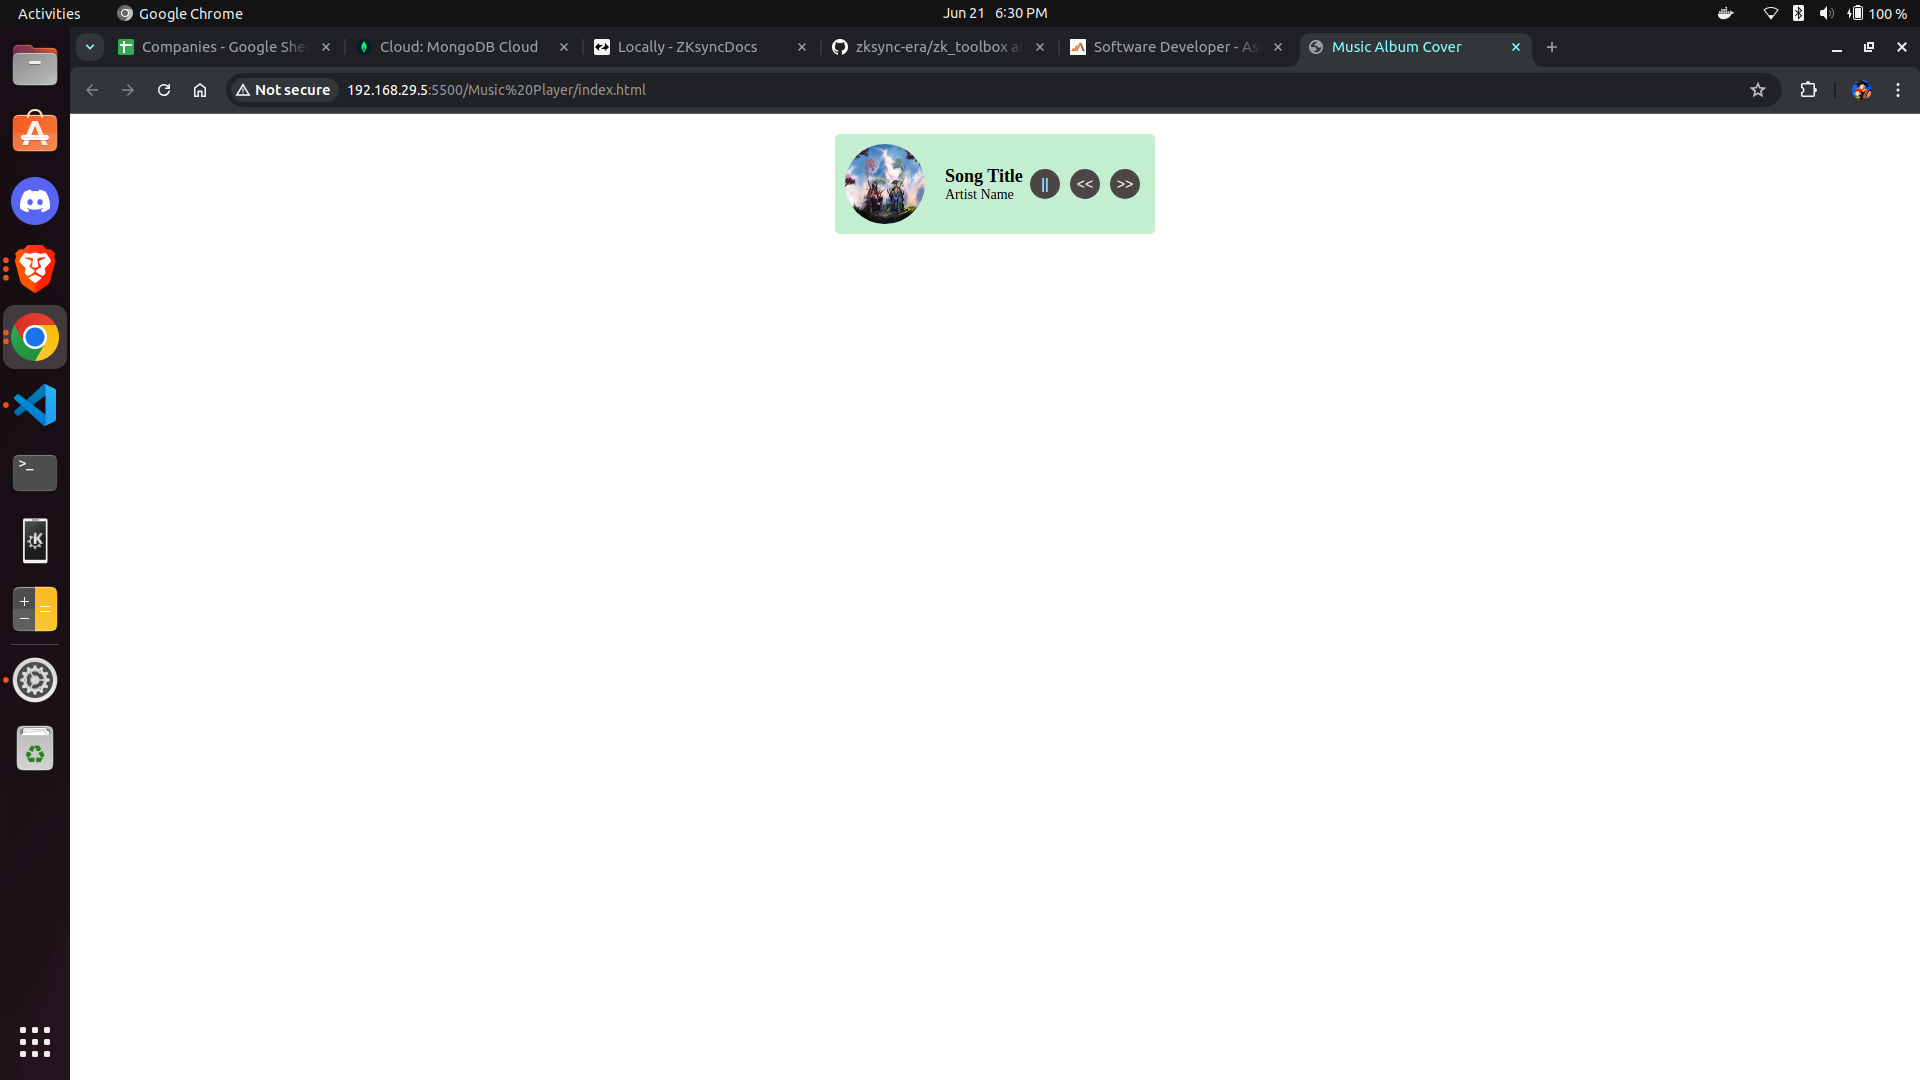 Activities
Google Chrome
Jun 21 6:30 PM
100 %
Companies - Google She
Cloud: MongoDB Cloud
Locally - ZKsyncDocs
zksync-era/zk_toolbox a
Software Developer - As
Music Album Cover
Not secure
192.168.29.5:5500/Music%20Player/index.html
Song Title
Artist Name
||
<<
>>